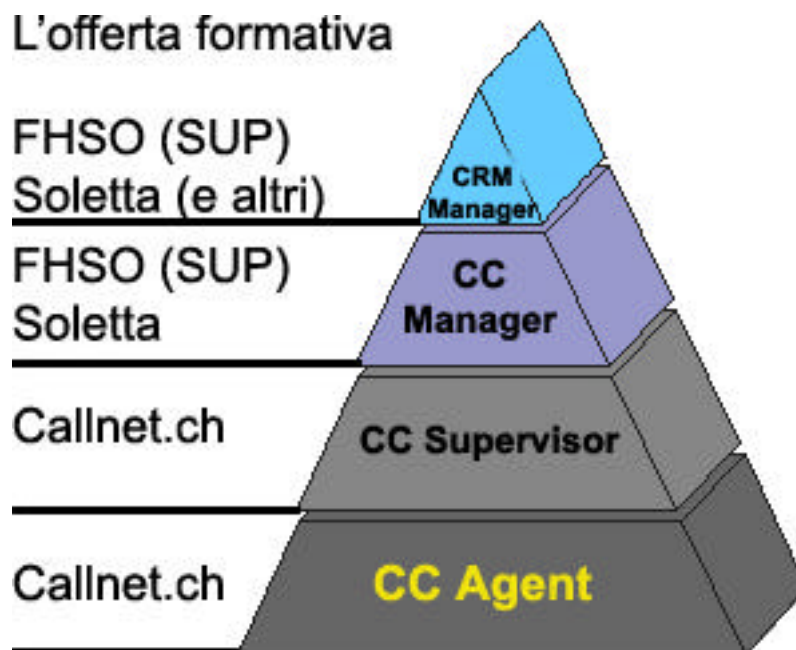 L'offerta formativa
FHSO (SUP)
Soletta (e altri)
CRM
Manager
FHSO (SUP)
Soletta
CC
Manager
Callnet.ch
CC Supervisor
Callnet.ch
CC Agent